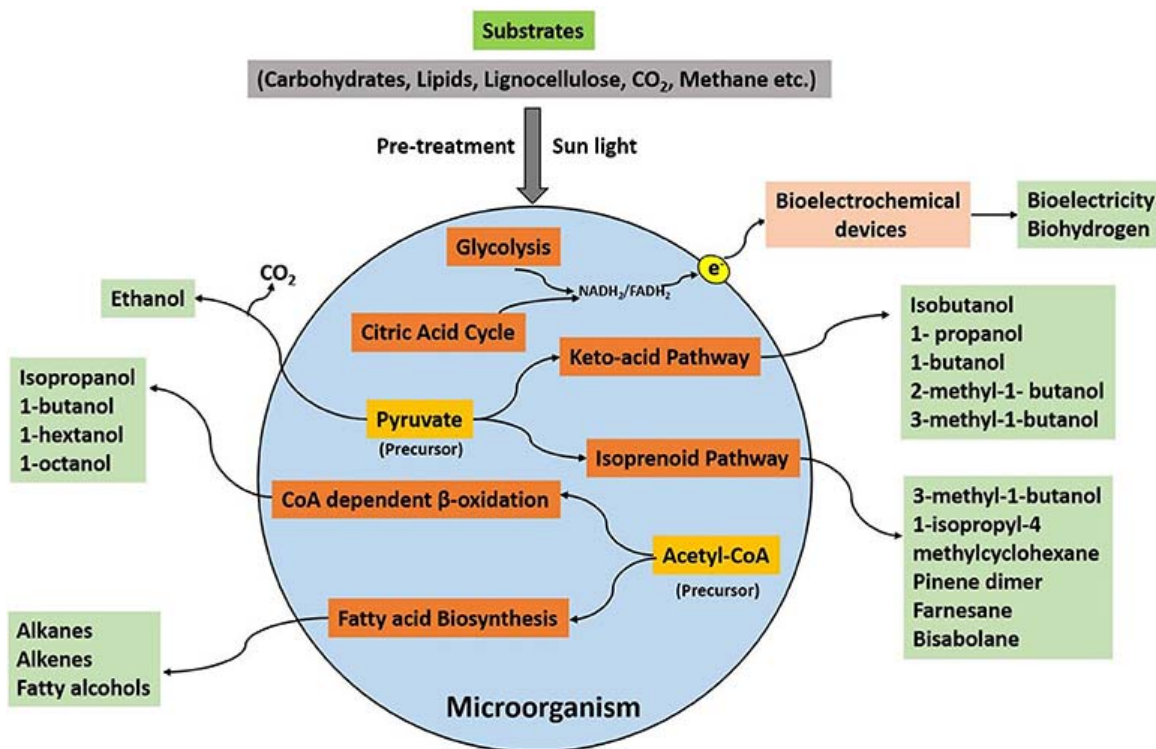 Substrates
(Carbohydrates, Lipids, Lignocellulose, CO₂, Methane etc.)
Pre-treatment
Sun light
Glycolysis
NADH₂/FADH₂
e⁻
Citric Acid Cycle
Bioelectrochemical
devices
Bioelectricity
Biohydrogen
CO₂
Ethanol
Keto-acid Pathway
Isobutanol
1- propanol
1-butanol
2-methyl-1- butanol
3-methyl-1-butanol
Isopropanol
1-butanol
1-hextanol
1-octanol
Pyruvate
(Precursor)
Isoprenoid Pathway
3-methyl-1-butanol
1-isopropyl-4
methylcyclohexane
Pinene dimer
Farnesane
Bisabolane
CoA dependent β-oxidation
Acetyl-CoA
(Precursor)
Fatty acid Biosynthesis
Alkanes
Alkenes
Fatty alcohols
Microorganism